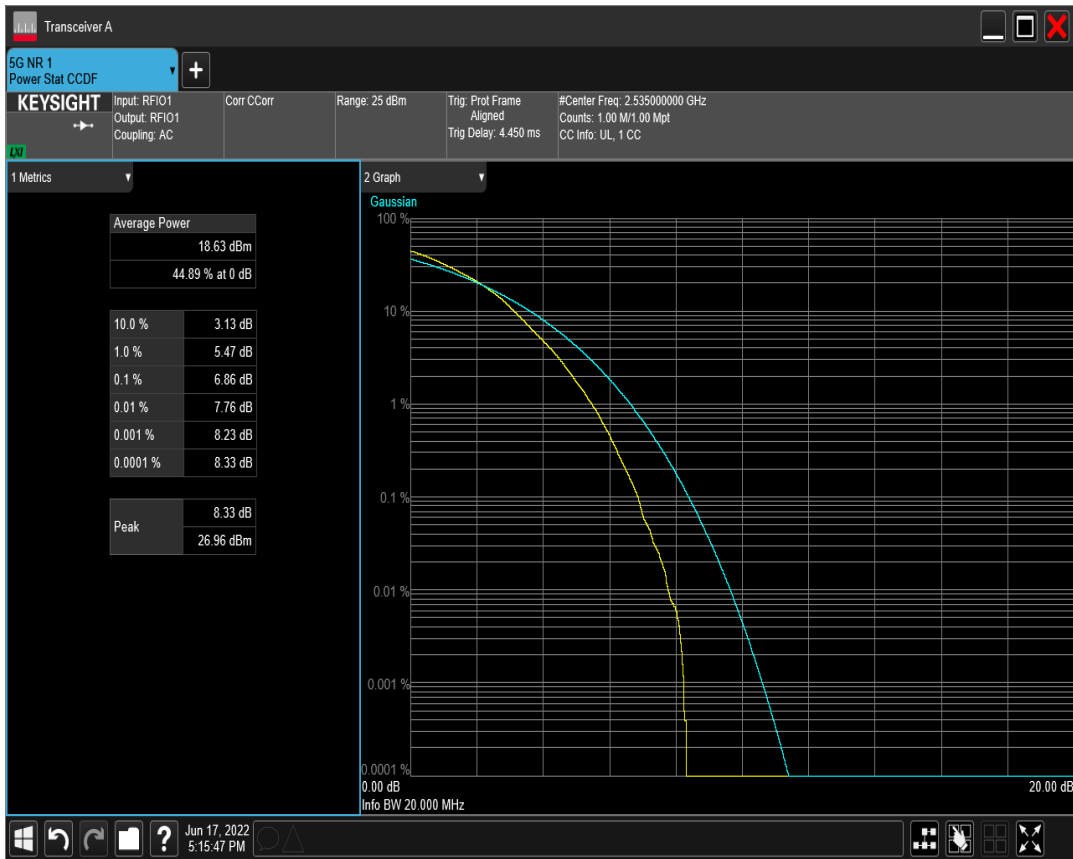 Transceiver A
5G NR 1
Power Stat CCDF
+
KEYSIGHT
LXI
Input: RFIO1
Output: RFIO1
Coupling: AC
Corr CCorr
Range: 25 dBm
Trig: Prot Frame
Aligned
Trig Delay: 4.450 ms
#Center Freq: 2.535000000 GHz
Counts: 1.00 M/1.00 Mpt
CC Info: UL, 1 CC
1 Metrics
Average Power
18.63 dBm
44.89 % at 0 dB
10.0 % 3.13 dB
1.0 % 5.47 dB
0.1 % 6.86 dB
0.01 % 7.76 dB
0.001 % 8.23 dB
0.0001 % 8.33 dB
Peak
8.33 dB
26.96 dBm
2 Graph
Gaussian
100 %
10 %
1 %
0.1 %
0.01 %
0.001 %
0.0001 %
0.00 dB 20.00 dB
Info BW 20.000 MHz
?
Jun 17, 2022
5:15:47 PM